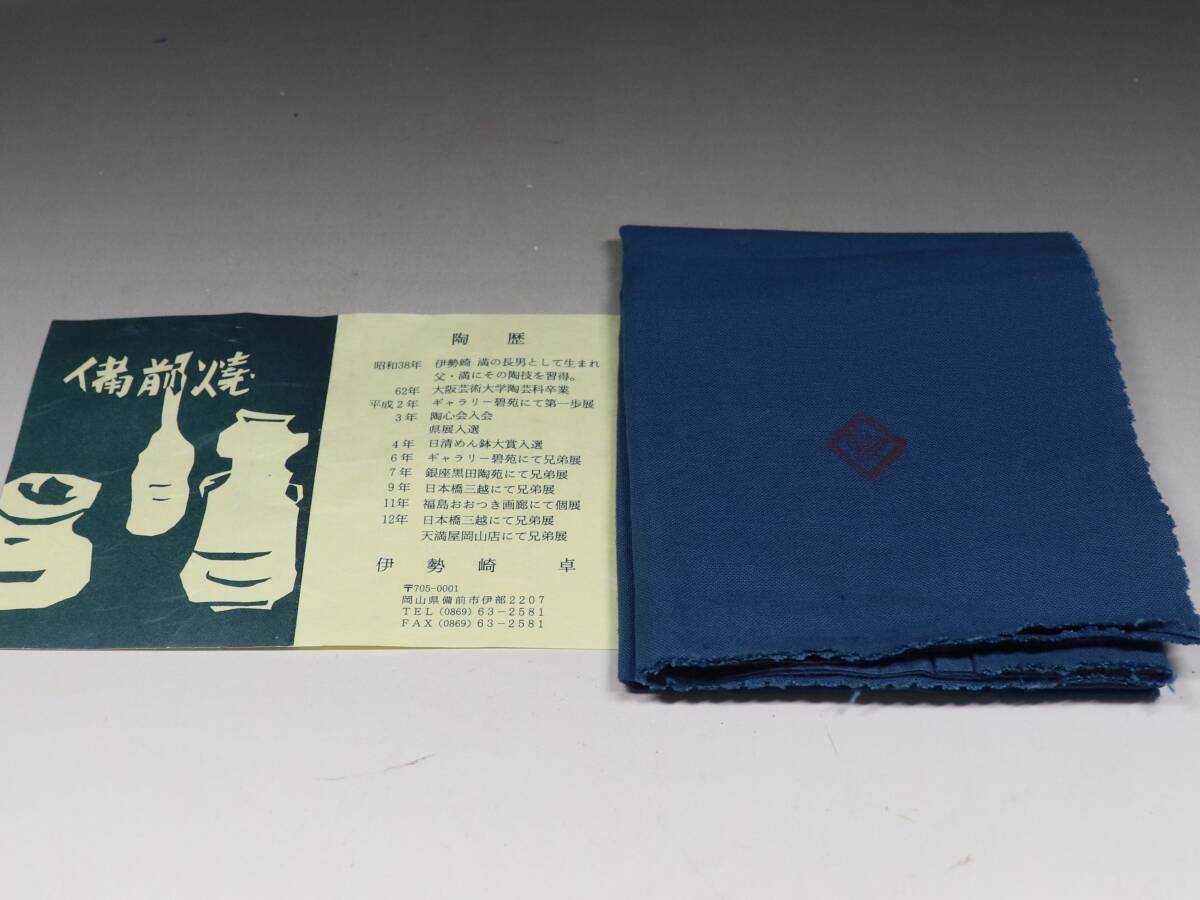 備前焼
陶歴
昭和38年 伊勢崎 満の長男として生まれ
父・満にその陶技を習得。
62年 大阪芸術大学陶芸科卒業
平成2年 ギャラリー碧苑にて第一歩展
3年 陶心会入会
県展入選
4年 日清めん鉢大賞入選
6年 ギャラリー碧苑にて兄弟展
7年 銀座黒田陶苑にて兄弟展
9年 日本橋三越にて兄弟展
11年 福島おおつき画廊にて個展
12年 日本橋三越にて兄弟展
天満屋岡山店にて兄弟展
伊勢崎 卓
〒705-0001
岡山県備前市伊部2207
TEL(0869)63-2581
FAX(0869)63-2581